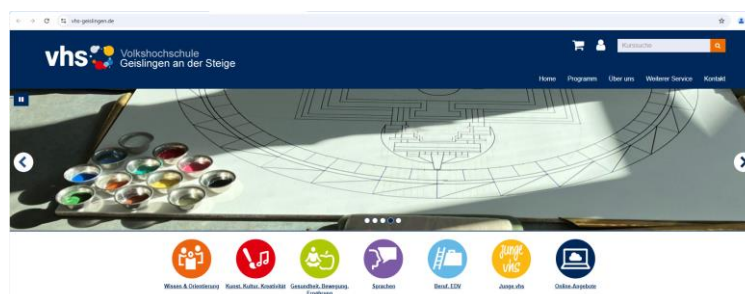 vhs-geislingen.de
vhs
Volkshochschule
Geislingen an der Steige
Kurssuche
Home Programm Über uns Weiterer Service Kontakt
Wissen & Orientierung Kunst, Kultur, Kreativität Gesundheit, Bewegung, Ernährung Sprachen Beruf, EDV Junge vhs Online-Angebote
junge
vhs